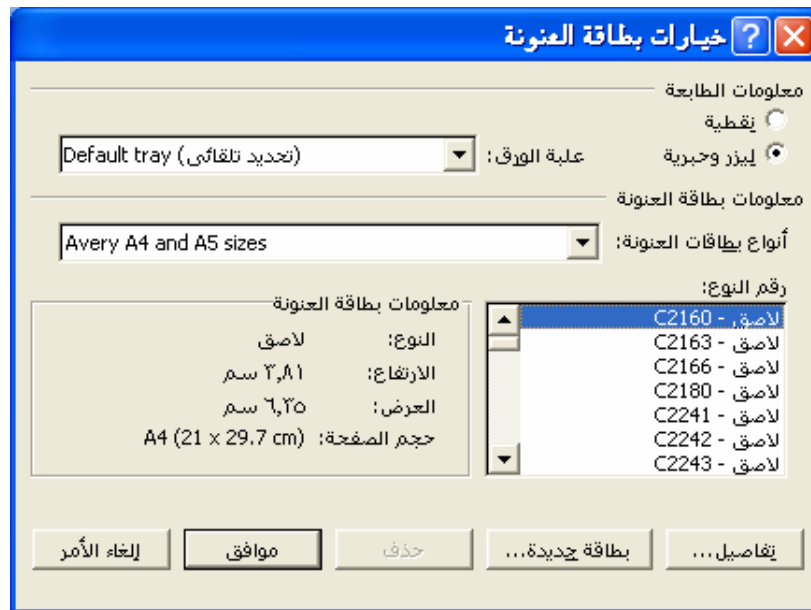 خيارات بطاقة العنونة
معلومات الطابعة
نقطية
ليزر وحبرية
علبة الورق: Default tray (تحديد تلقائي)
معلومات بطاقة العنونة
أنواع بطاقات العنونة: Avery A4 and A5 sizes
رقم النوع:
لاصق - C2160
لاصق - C2163
لاصق - C2166
لاصق - C2180
لاصق - C2241
لاصق - C2242
لاصق - C2243
معلومات بطاقة العنونة
النوع: لاصق
الارتفاع: ٣,٨١ سم
العرض: ٦,٣٥ سم
حجم الصفحة: A4 (21 x 29.7 cm)
تفاصيل...
بطاقة جديدة...
حذف
موافق
إلغاء الأمر